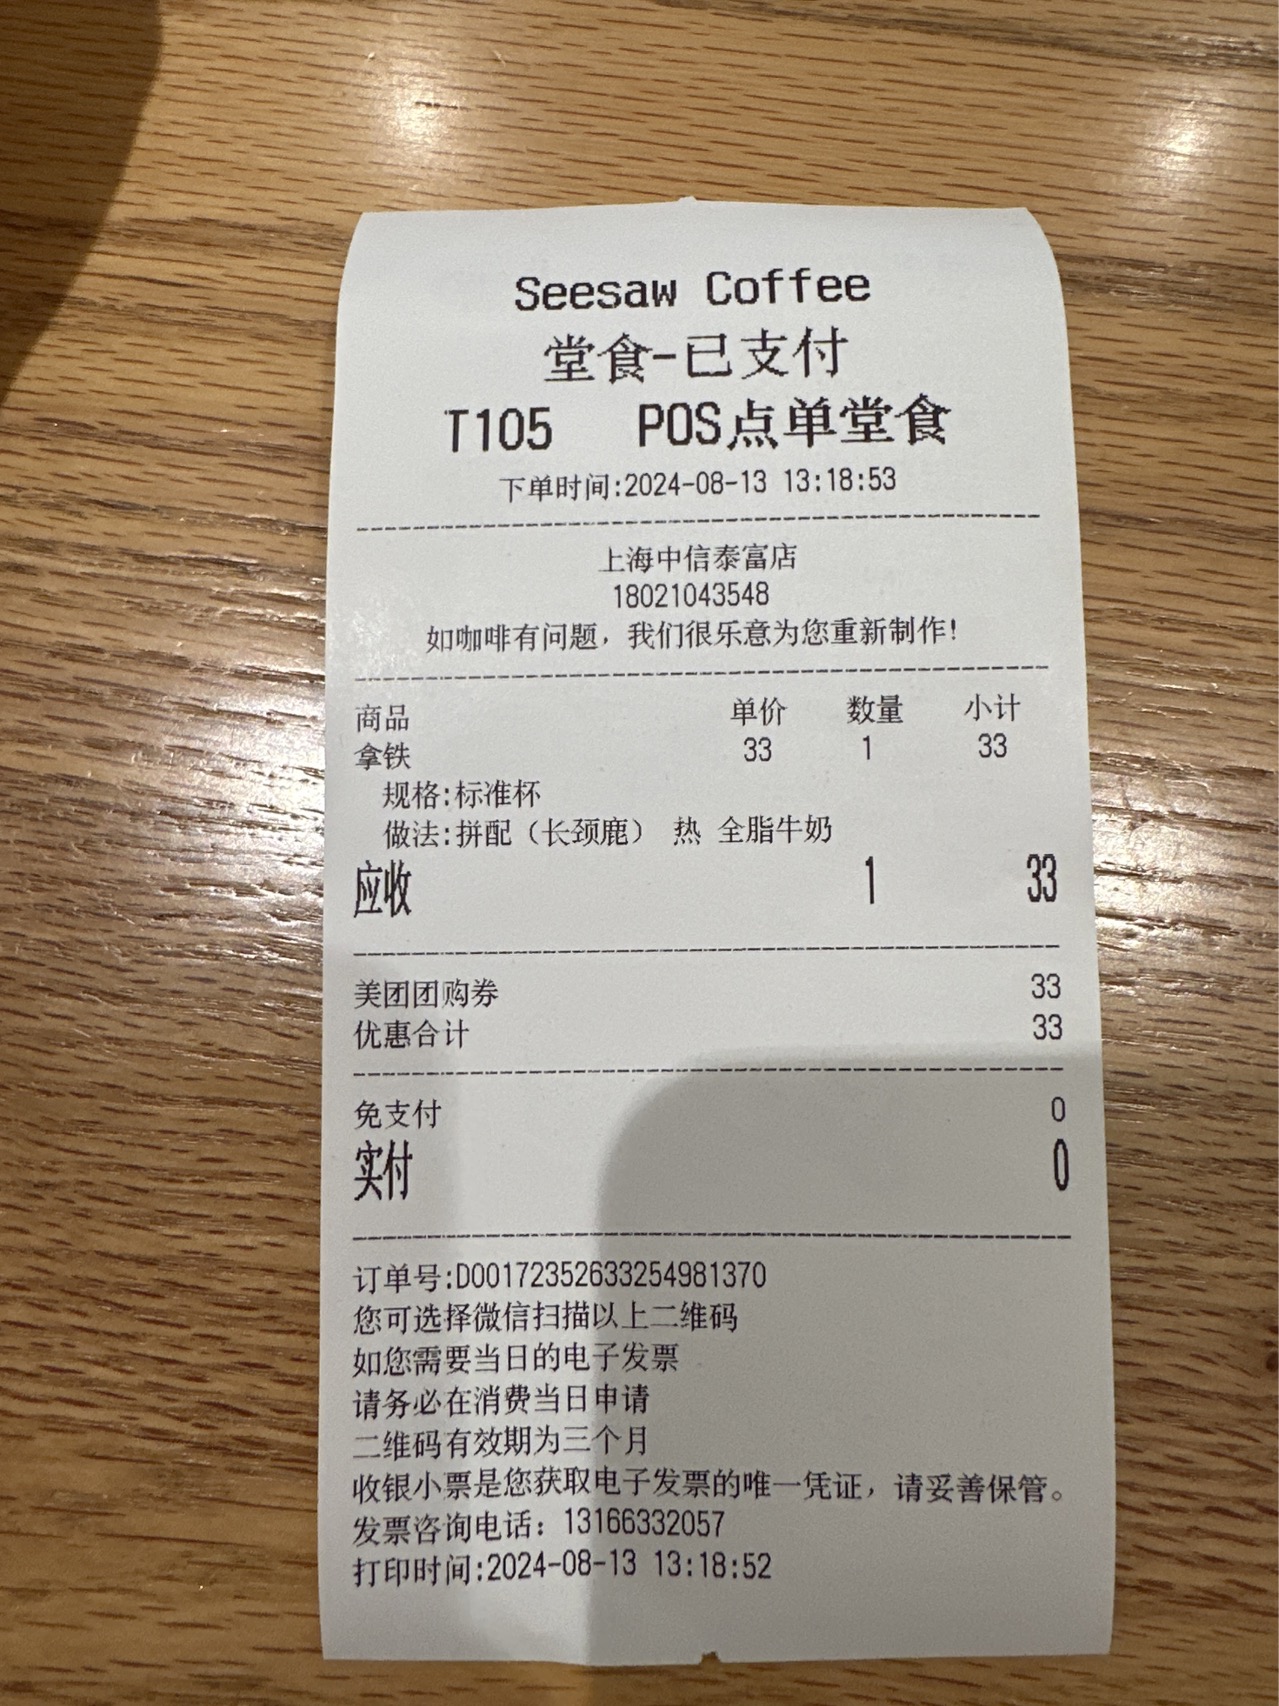 Seesaw Coffee
堂食-已支付
T105 POS点单堂食
下单时间:2024-08-13 13:18:53
上海中信泰富店
18021043548
如咖啡有问题，我们很乐意为您重新制作!
商品 单价 数量 小计
拿铁 33 1 33
规格:标准杯
做法:拼配（长颈鹿） 热 全脂牛奶
应收 1 33
美团团购券 33
优惠合计 33
免支付 0
实付 0
订单号:D00172352633254981370
您可选择微信扫描以上二维码
如您需要当日的电子发票
请务必在消费当日申请
二维码有效期为三个月
收银小票是您获取电子发票的唯一凭证，请妥善保管。
发票咨询电话：13166332057
打印时间:2024-08-13 13:18:52